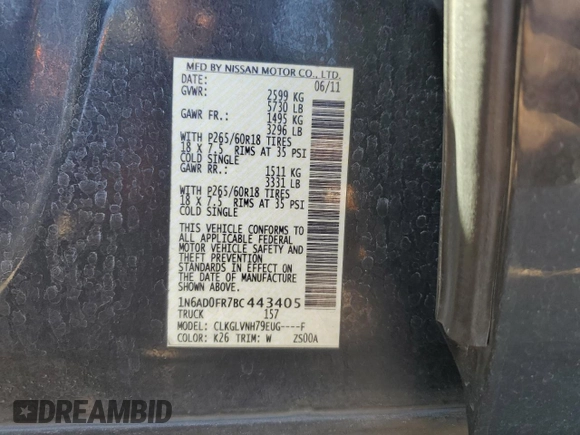 MFD BY NISSAN MOTOR CO., LTD.
DATE: 06/11
GVWR: 2599 KG
5730 LB
GAWR FR.: 1495 KG
3296 LB
WITH P265/60R18 TIRES
18 X 7.5 RIMS AT 35 PSI
COLD SINGLE
GAWR RR.: 1511 KG
3331 LB
WITH P265/60R18 TIRES
18 X 7.5 RIMS AT 35 PSI
COLD SINGLE
THIS VEHICLE CONFORMS TO
ALL APPLICABLE FEDERAL
MOTOR VEHICLE SAFETY AND
THEFT PREVENTION
STANDARDS IN EFFECT ON
THE DATE OF MANUFACTURE
SHOWN ABOVE.
1N6AD0FR7BC443405
TRUCK 157
MODEL: CLKGLVNH79EUG----F
COLOR: K26 TRIM: W ZS00A
DREAMBID